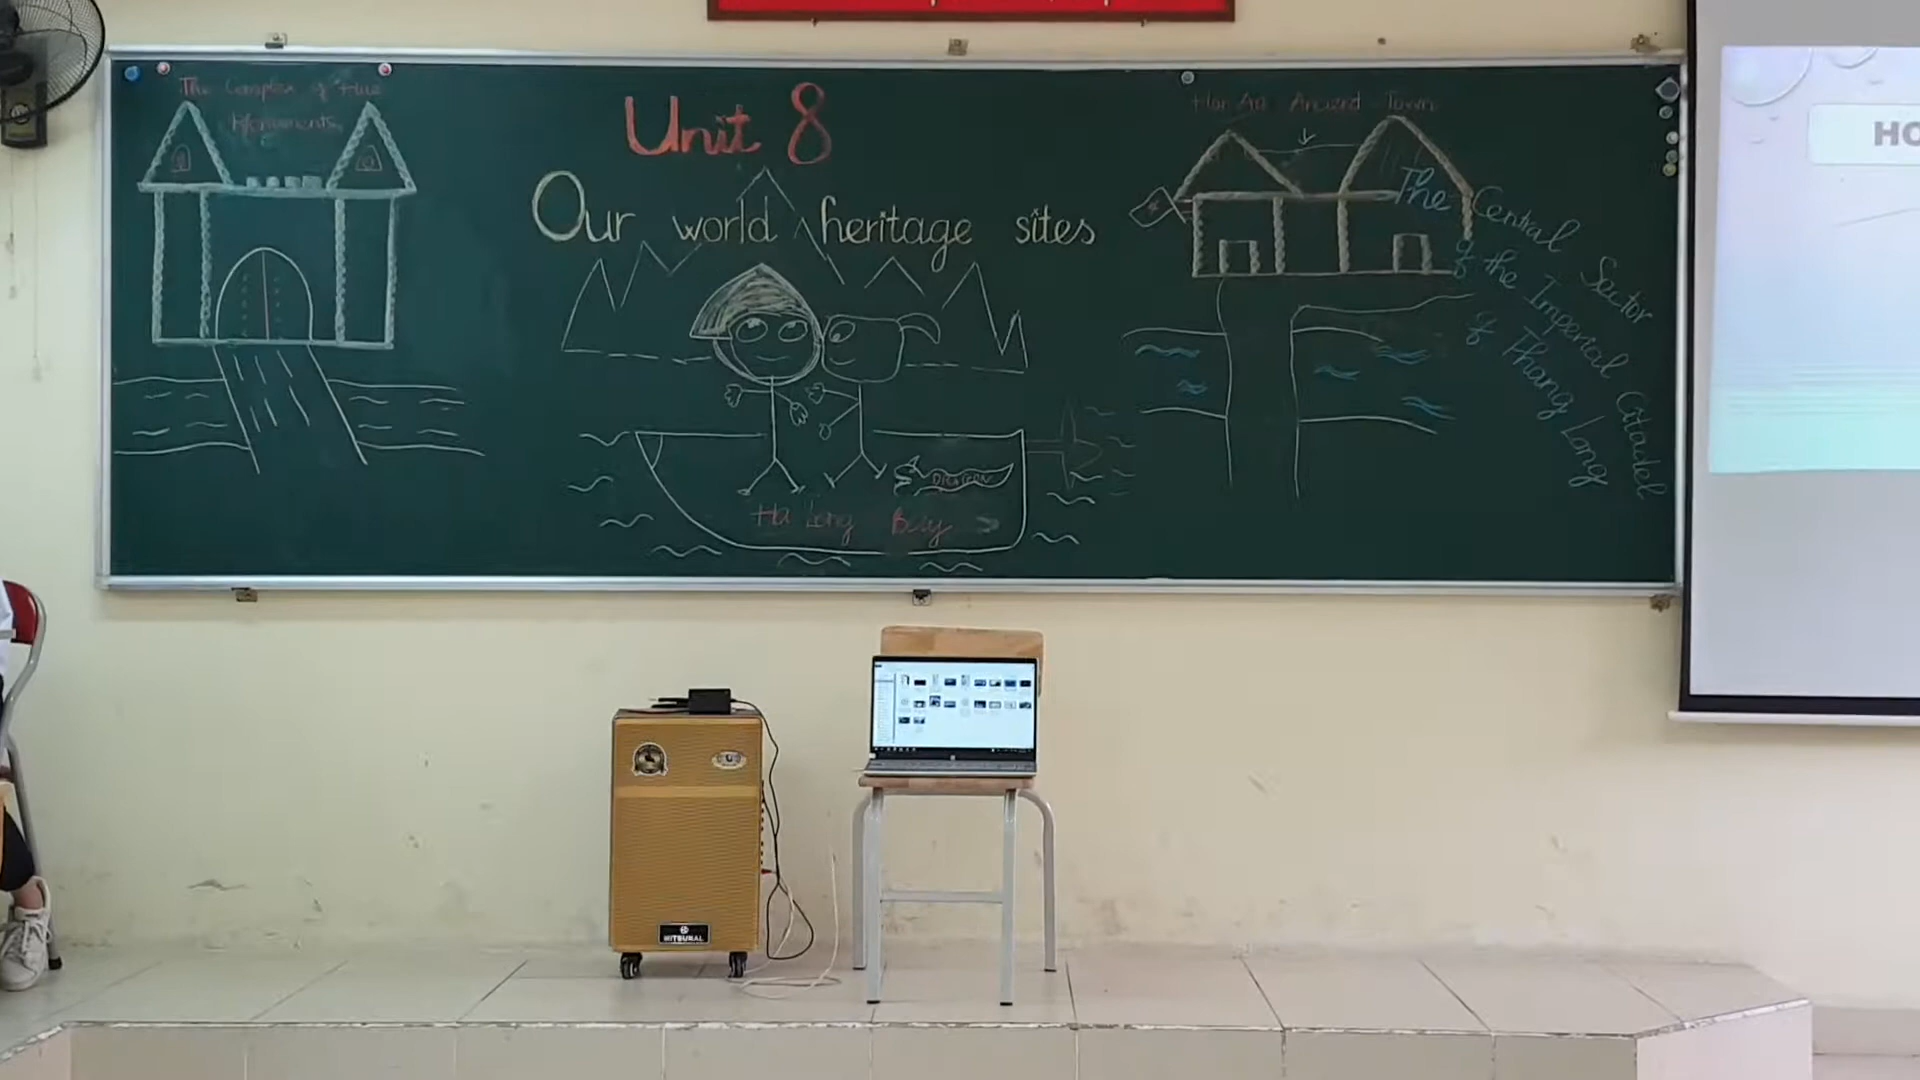 The Complex of Hue
Monuments
Unit 8
Our world heritage sites
Hoi An Ancient Town
The Central Sector
of the Imperial Citadel
of Thang Long
DRAGON
Ha Long Bay
HO